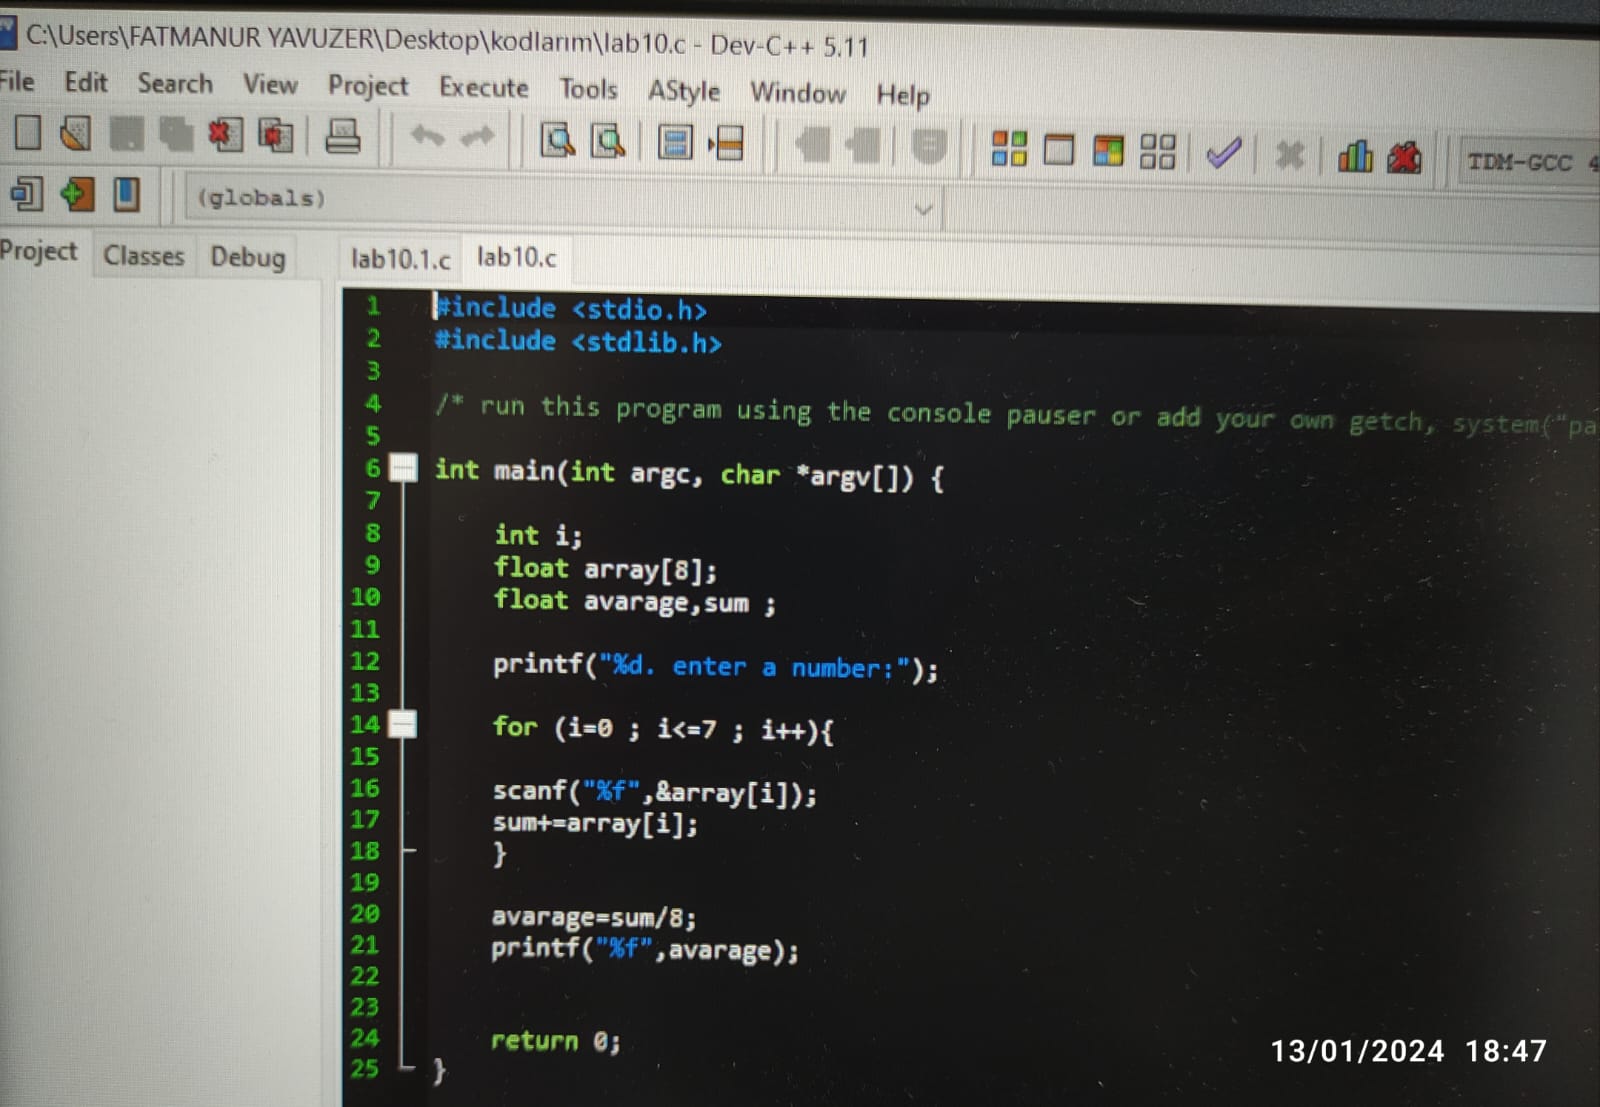 C:\Users\FATMANUR YAVUZER\Desktop\kodlarım\lab10.c - Dev-C++ 5.11
File Edit Search View Project Execute Tools AStyle Window Help
TDM-GCC 4
(globals)
Project Classes Debug lab10.1.c lab10.c
1 #include <stdio.h>
2 #include <stdlib.h>
3
4 /* run this program using the console pauser or add your own getch, system("pa
5
6 int main(int argc, char *argv[]) {
7
8 int i;
9 float array[8];
10 float avarage,sum ;
11
12 printf("%d. enter a number:");
13
14 for (i=0 ; i<=7 ; i++){
15
16 scanf("%f",&array[i]);
17 sum+=array[i];
18 }
19
20 avarage=sum/8;
21 printf("%f",avarage);
22
23
24 return 0;
25 }
13/01/2024 18:47